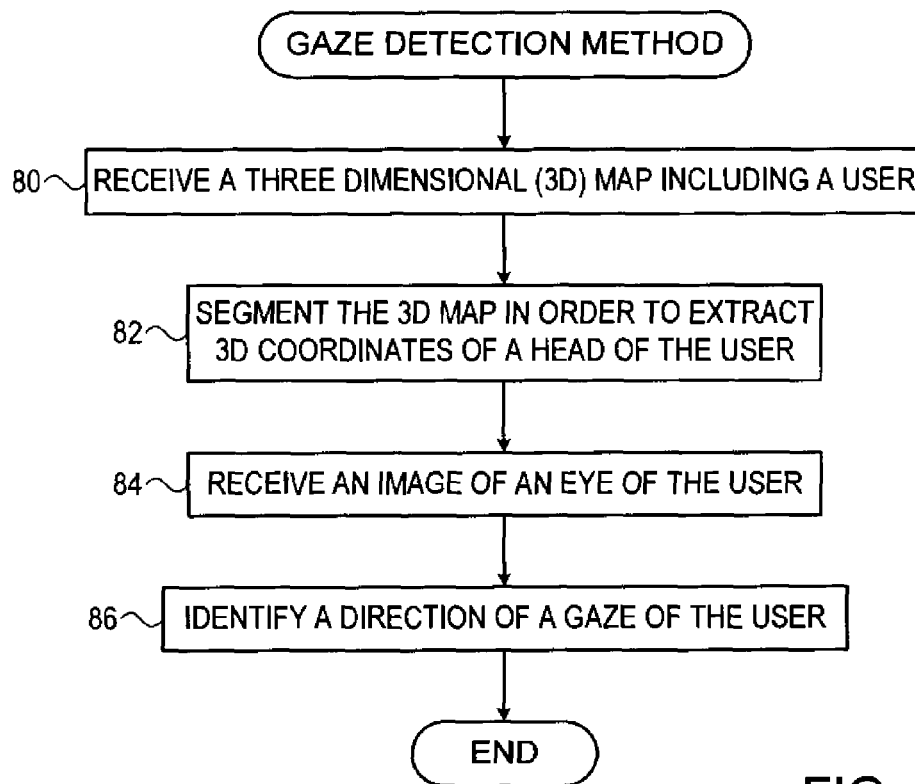 GAZE DETECTION METHOD
80
RECEIVE A THREE DIMENSIONAL (3D) MAP INCLUDING A USER
82
SEGMENT THE 3D MAP IN ORDER TO EXTRACT
3D COORDINATES OF A HEAD OF THE USER
84
RECEIVE AN IMAGE OF AN EYE OF THE USER
86
IDENTIFY A DIRECTION OF A GAZE OF THE USER
END